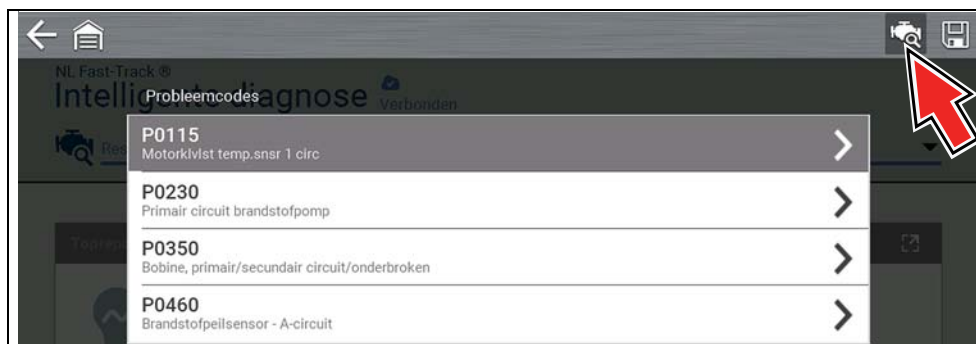 NL Fast-Track ®
Intelligente diagnose Verbonden
Probleemcodes
Res
P0115
Motorklvlst temp.snsr 1 circ
P0230
Primair circuit brandstofpomp
P0350
Bobine, primair/secundair circuit/onderbroken
P0460
Brandstofpeilsensor - A-circuit